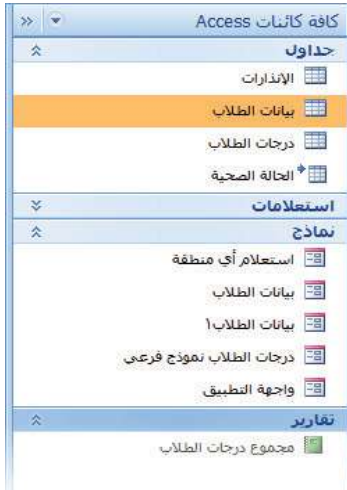 كافة كائنات Access
جداول
الإنذارات
بيانات الطلاب
درجات الطلاب
الحالة الصحية
استعلامات
نماذج
استعلام أي منطقة
بيانات الطلاب
بيانات الطلاب١
درجات الطلاب نموذج فرعي
واجهة التطبيق
تقارير
مجموع درجات الطلاب